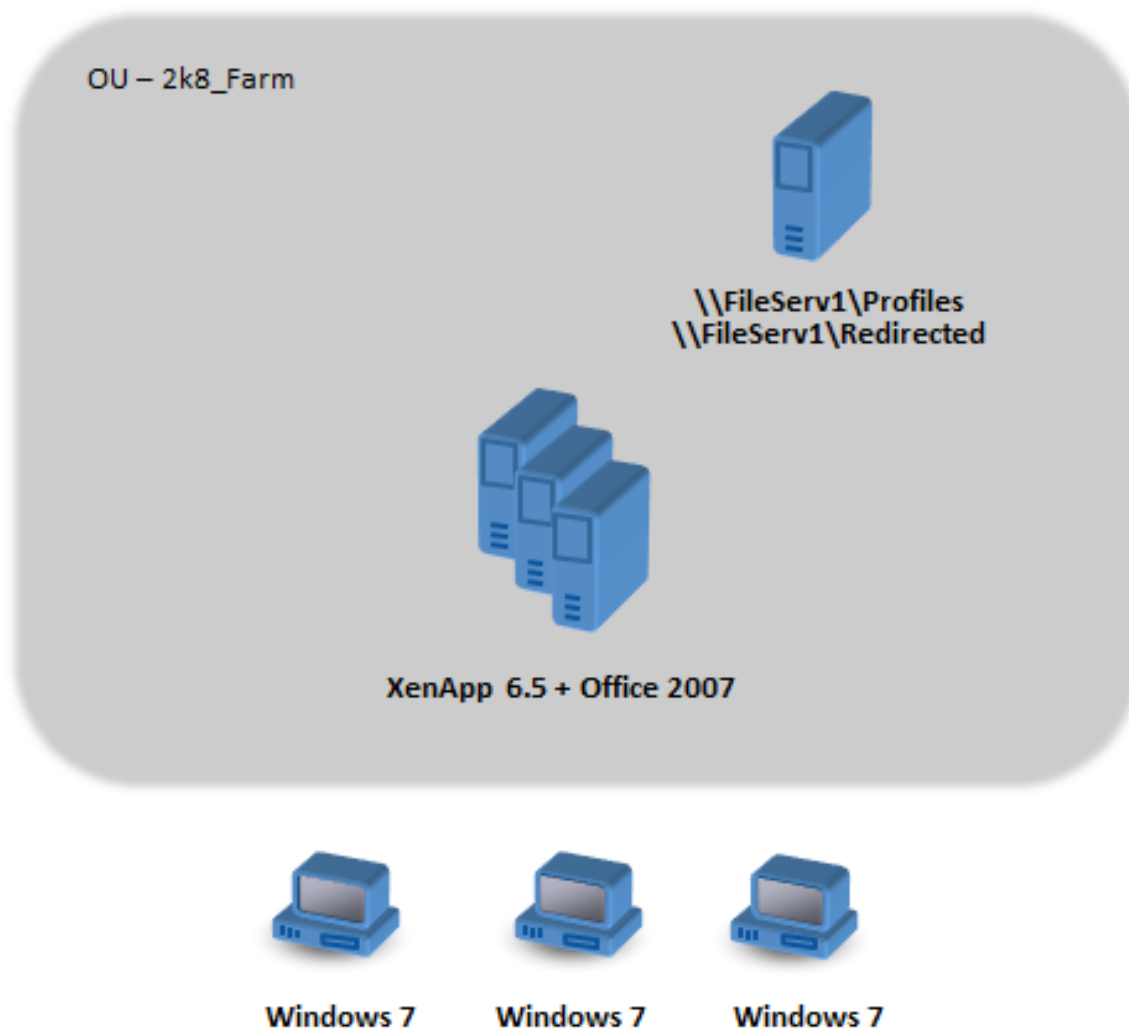 OU – 2k8_Farm
\\FileServ1\Profiles
\\FileServ1\Redirected
XenApp 6.5 + Office 2007
Windows 7
Windows 7
Windows 7